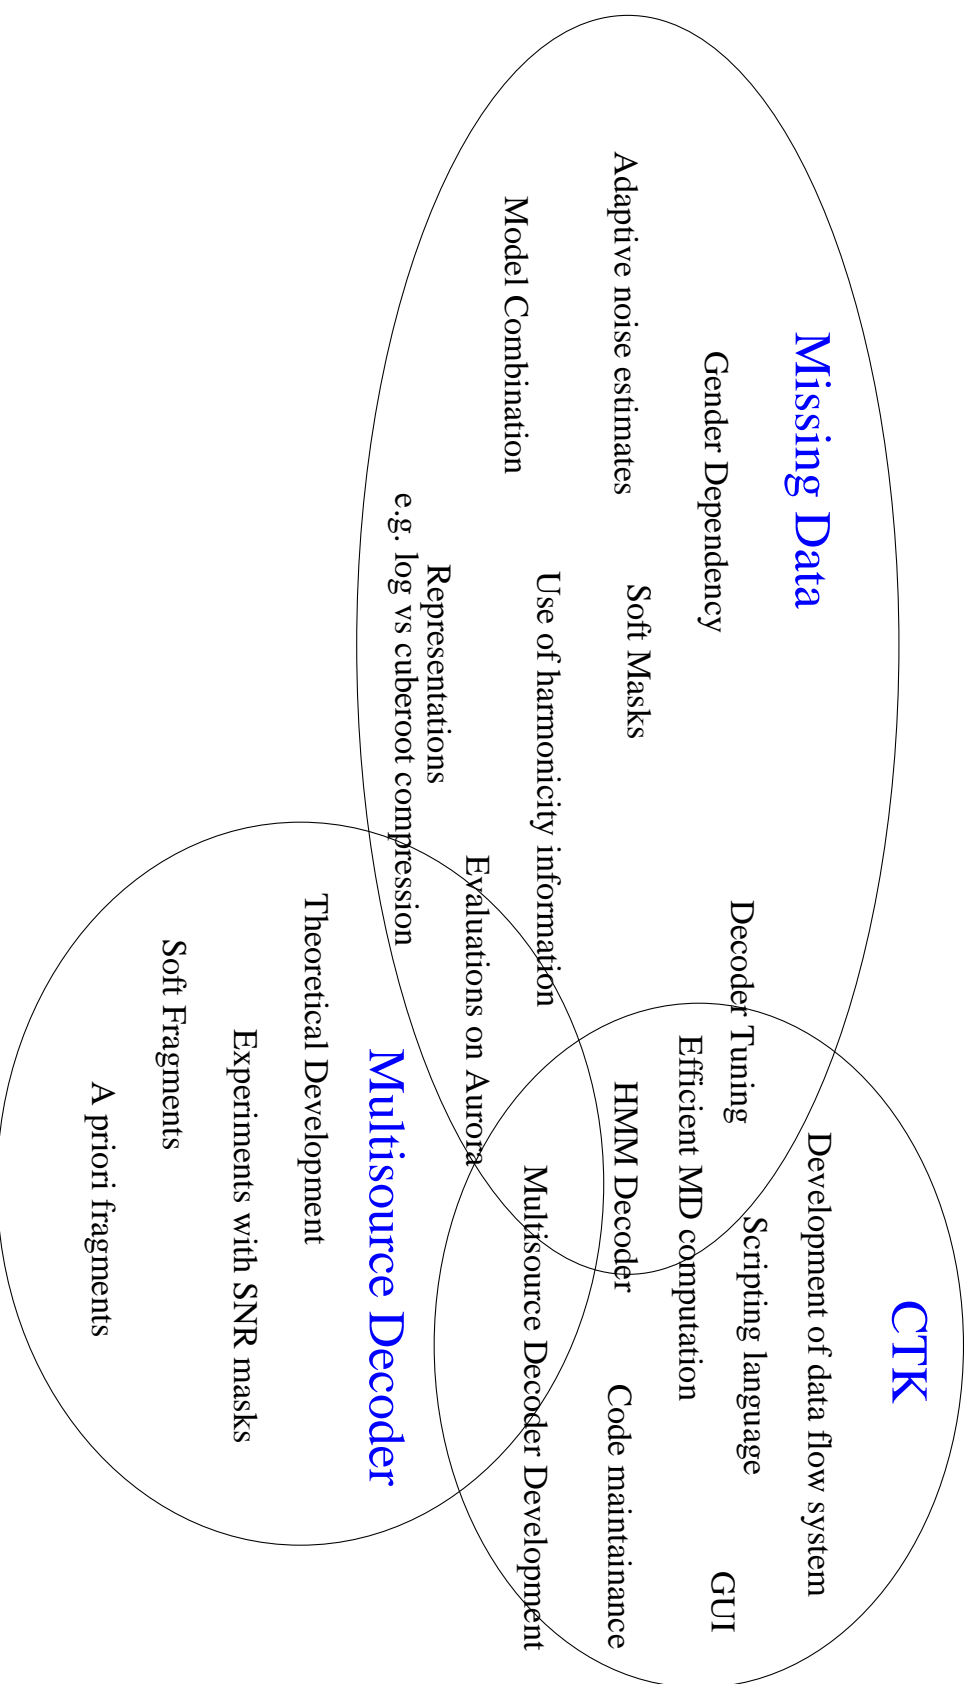 CTK
Missing Data
Development of data flow system
Scripting language
Decoder Tuning
Gender Dependency
GUI
Efficient MD computation
Soft Masks
Adaptive noise estimates
HMM Decoder
Code maintainance
Use of harmonicity information
Multisource Decoder Development
Model Combination
Evaluations on Aurora
Representations
e.g. log vs cuberoot compression
Multisource Decoder
Theoretical Development
Experiments with SNR masks
Soft Fragments
A priori fragments